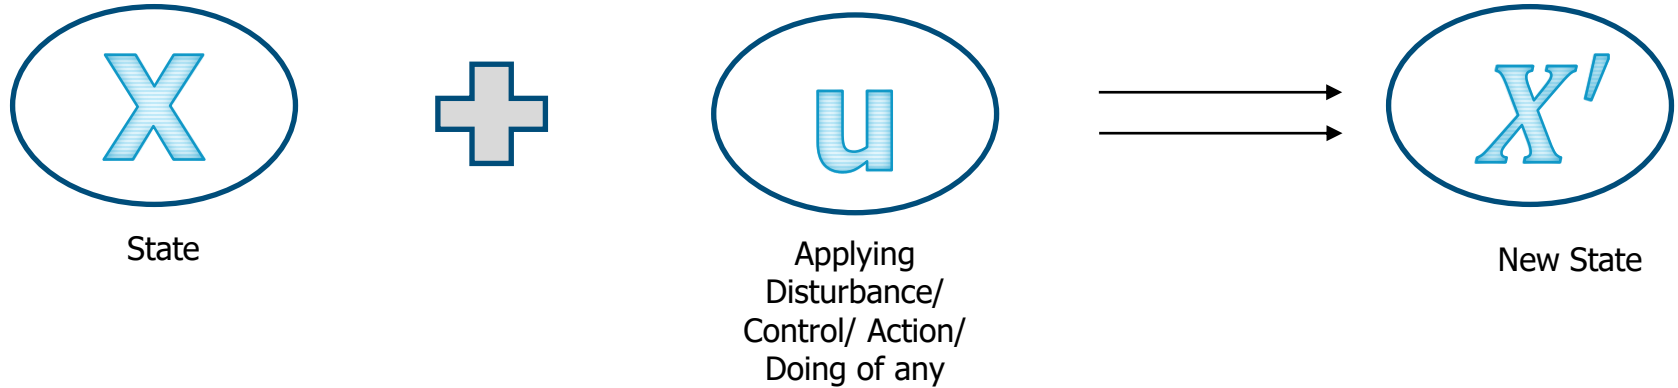 X
u
X′
State
Applying
Disturbance/
Control/ Action/
Doing of any
New State